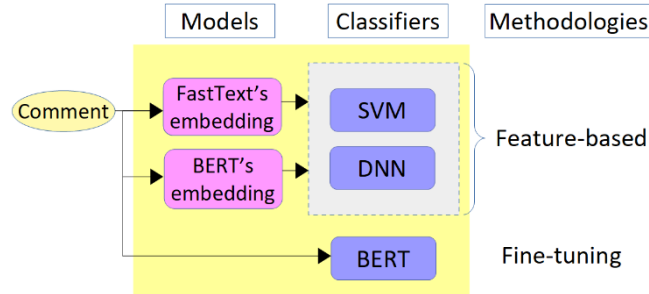 Models
Classifiers
Methodologies
Comment
FastText's
embedding
SVM
BERT's
embedding
DNN
Feature-based
BERT
Fine-tuning